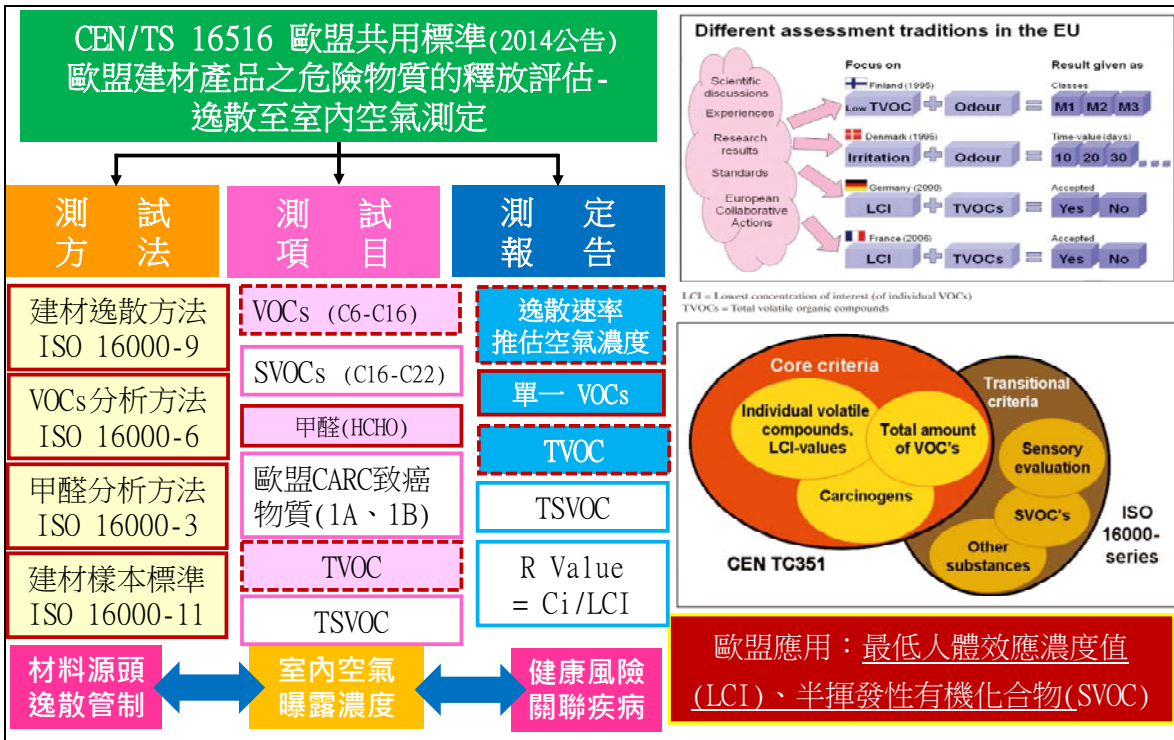 CEN/TS 16516 歐盟共用標準(2014公告)
歐盟建材產品之危險物質的釋放評估-
逸散至室內空氣測定
測 試
方 法
建材逸散方法
ISO 16000-9
VOCs分析方法
ISO 16000-6
甲醛分析方法
ISO 16000-3
建材樣本標準
ISO 16000-11
測 試
項 目
VOCs (C6-C16)
SVOCs (C16-C22)
甲醛(HCHO)
歐盟CARC致癌
物質(1A、1B)
TVOC
TSVOC
測 定
報 告
逸散速率
推估空氣濃度
單一 VOCs
TVOC
TSVOC
R Value
= Ci/LCI
材料源頭
逸散管制
室內空氣
曝露濃度
健康風險
關聯疾病
Different assessment traditions in the EU
Scientific
discussions
Experiences
Research
results
Standards
European
Collaborative
Actions
Focus on
Result given as
Finland (1995)
Classes
Low TVOC + Odour = M1 M2 M3
Denmark (1995)
Time-value (days)
Irritation + Odour = 10 20 30
Germany (2000)
Accepted
LCI + TVOCs = Yes No
France (2006)
Accepted
LCI + TVOCs = Yes No
LCI = Lowest concentration of interest (of individual VOCs)
TVOCs = Total volatile organic compounds
Core criteria
Individual volatile
compounds,
LCI-values
Total amount
of VOC's
Carcinogens
CEN TC351
Transitional
criteria
Sensory
evaluation
SVOC's
Other
substances
ISO
16000-
series
歐盟應用：最低人體效應濃度值
(LCI)、半揮發性有機化合物(SVOC)